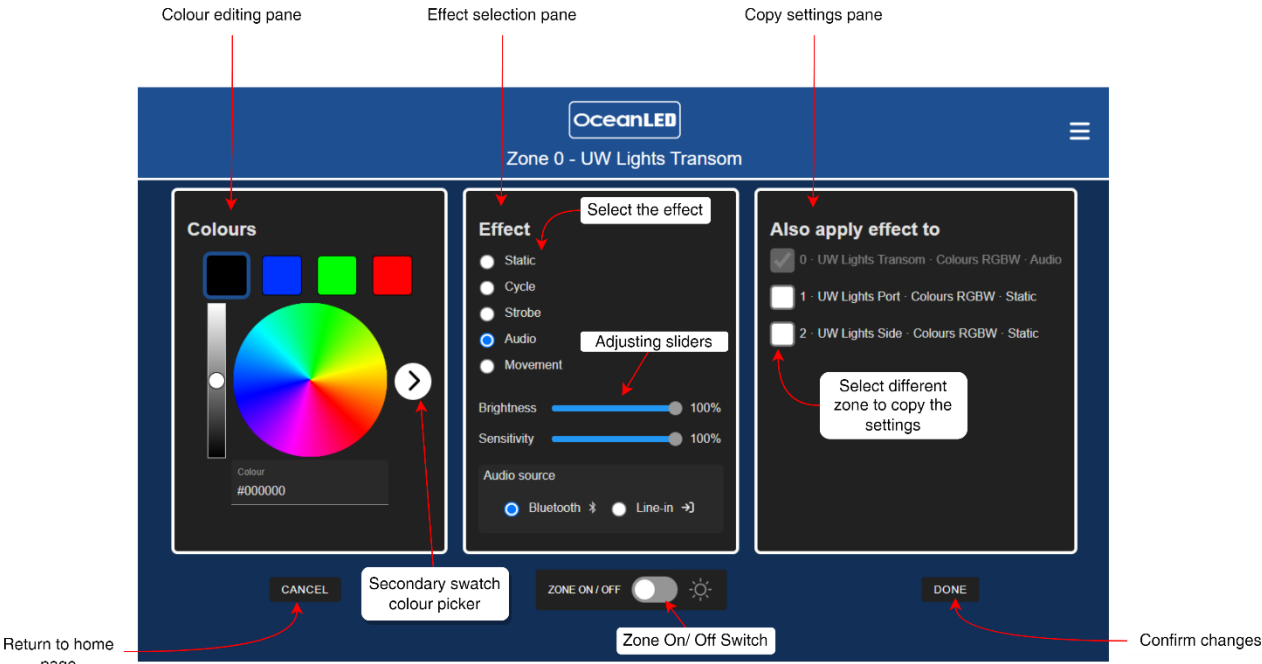 Colour editing pane
Effect selection pane
Copy settings pane
OceanLED
Zone 0 - UW Lights Transom
Colours
Colour
#000000
Effect
Select the effect
Static
Cycle
Strobe
Audio
Movement
Adjusting sliders
Brightness 100%
Sensitivity 100%
Audio source
Bluetooth
Line-in
Also apply effect to
0 · UW Lights Transom · Colours RGBW · Audio
1 · UW Lights Port · Colours RGBW · Static
2 · UW Lights Side · Colours RGBW · Static
Select different
zone to copy the
settings
CANCEL
Secondary swatch
colour picker
ZONE ON / OFF
DONE
Zone On/ Off Switch
Return to home
page
Confirm changes